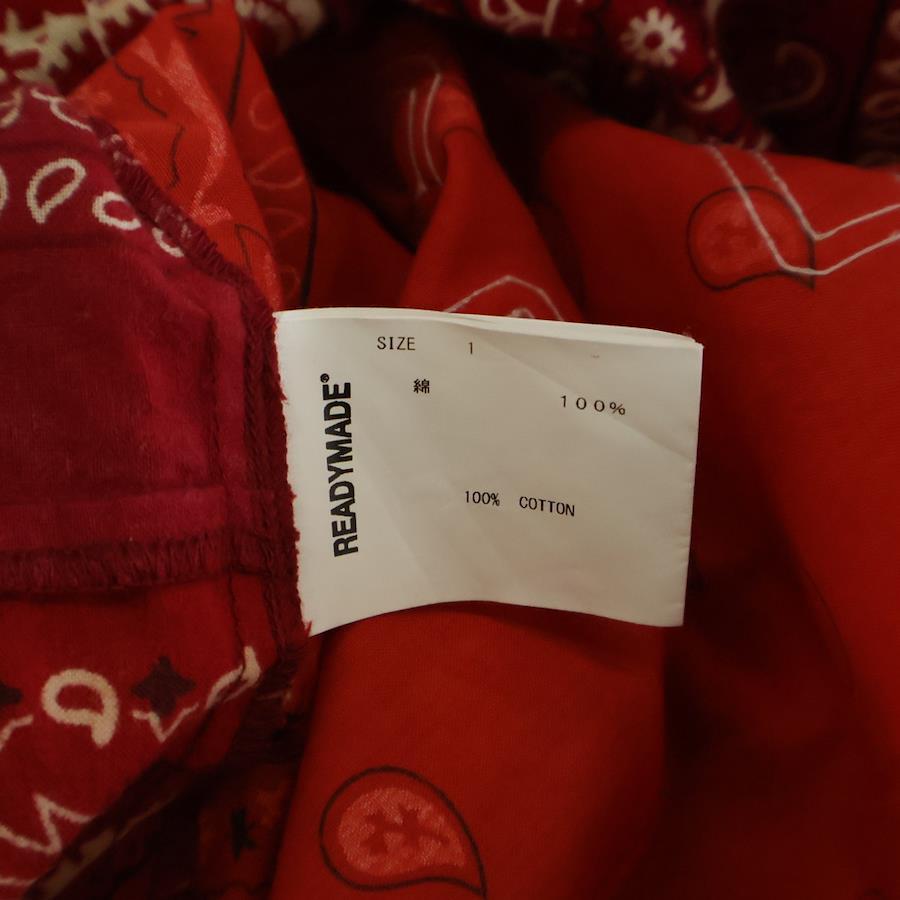 SIZE 1
綿 100%
100% COTTON
READYMADE®